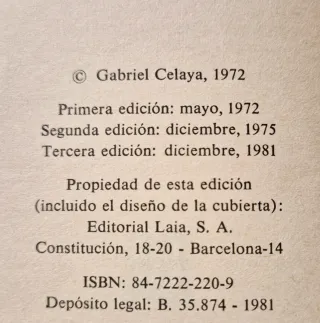 © Gabriel Celaya, 1972
Primera edición: mayo, 1972
Segunda edición: diciembre, 1975
Tercera edición: diciembre, 1981
Propiedad de esta edición
(incluido el diseño de la cubierta):
Editorial Laia, S. A.
Constitución, 18-20 - Barcelona-14
ISBN: 84-7222-220-9
Depósito legal: B. 35.874 - 1981